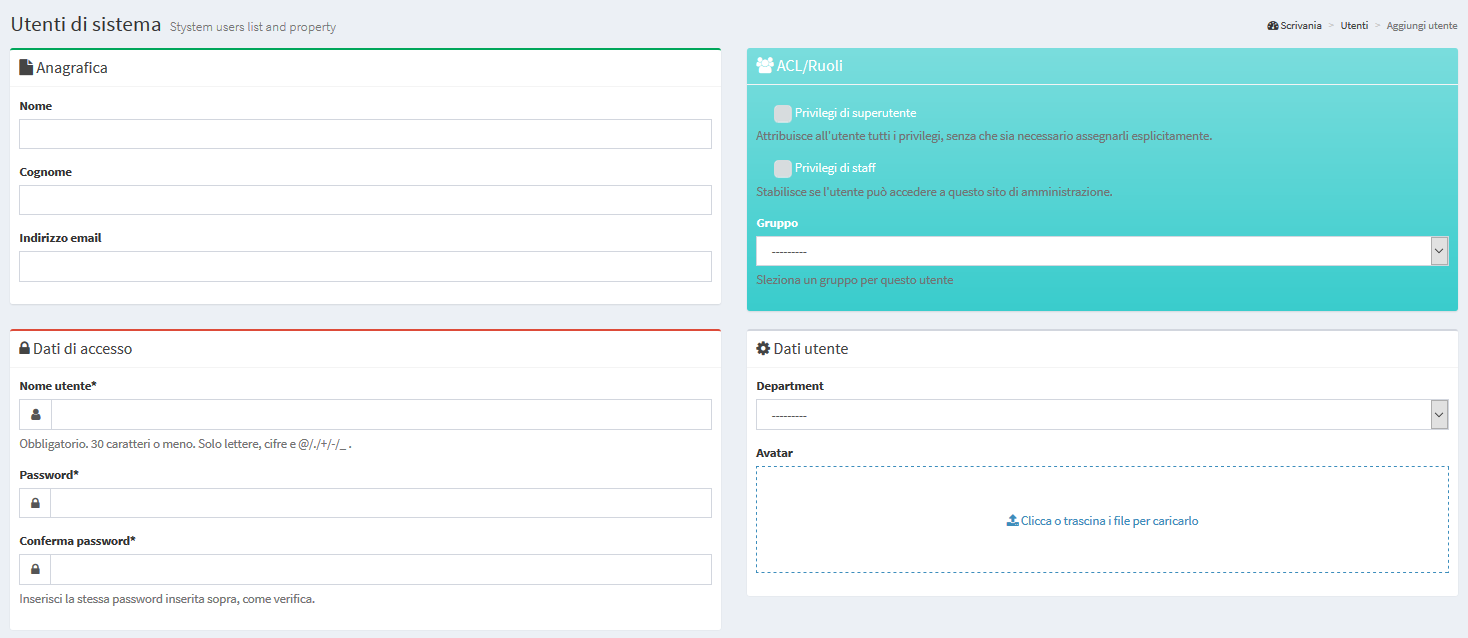 Utenti di sistema Stystem users list and property
Scrivania > Utenti > Aggiungi utente
Anagrafica
Nome
Cognome
Indirizzo email
ACL/Ruoli
Privilegi di superutente
Attribuisce all'utente tutti i privilegi, senza che sia necessario assegnarli esplicitamente.
Privilegi di staff
Stabilisce se l'utente può accedere a questo sito di amministrazione.
Gruppo
---------
Sleziona un gruppo per questo utente
Dati di accesso
Nome utente*
Obbligatorio. 30 caratteri o meno. Solo lettere, cifre e @/./+/-/_ .
Password*
Conferma password*
Inserisci la stessa password inserita sopra, come verifica.
Dati utente
Department
---------
Avatar
Clicca o trascina i file per caricarlo